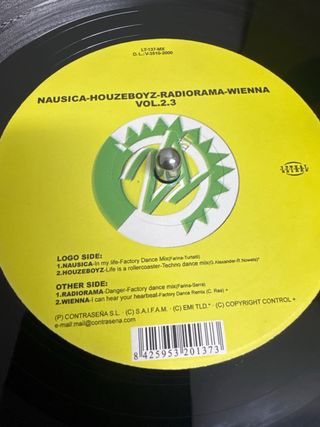 LT-137-MX
D.L.: V-3510-2000
NAUSICA-HOUZEBOYZ-RADIORAMA-WIENNA
VOL.2.3
LOGO SIDE:
1.NAUSICA-In my life-Factory Dance Mix(Farina-Turtelli)
2.HOUZEBOYZ-Life is a rollercoaster-Techno dance mix(G.Alexander-R.Nowels)*
OTHER SIDE:
1.RADIORAMA-Danger-Factory dance mix(Farina-Serra)
2.WIENNA-I can hear your hearbeat-Factory Dance Remix (C. Rea) +
(P) CONTRASEÑA S.L. · (C) S.A.I.F.A.M. · (C) EMI TLD.* · (C) COPYRIGHT CONTROL +
e-mail:mail@contrasena.com
8 425953 201373